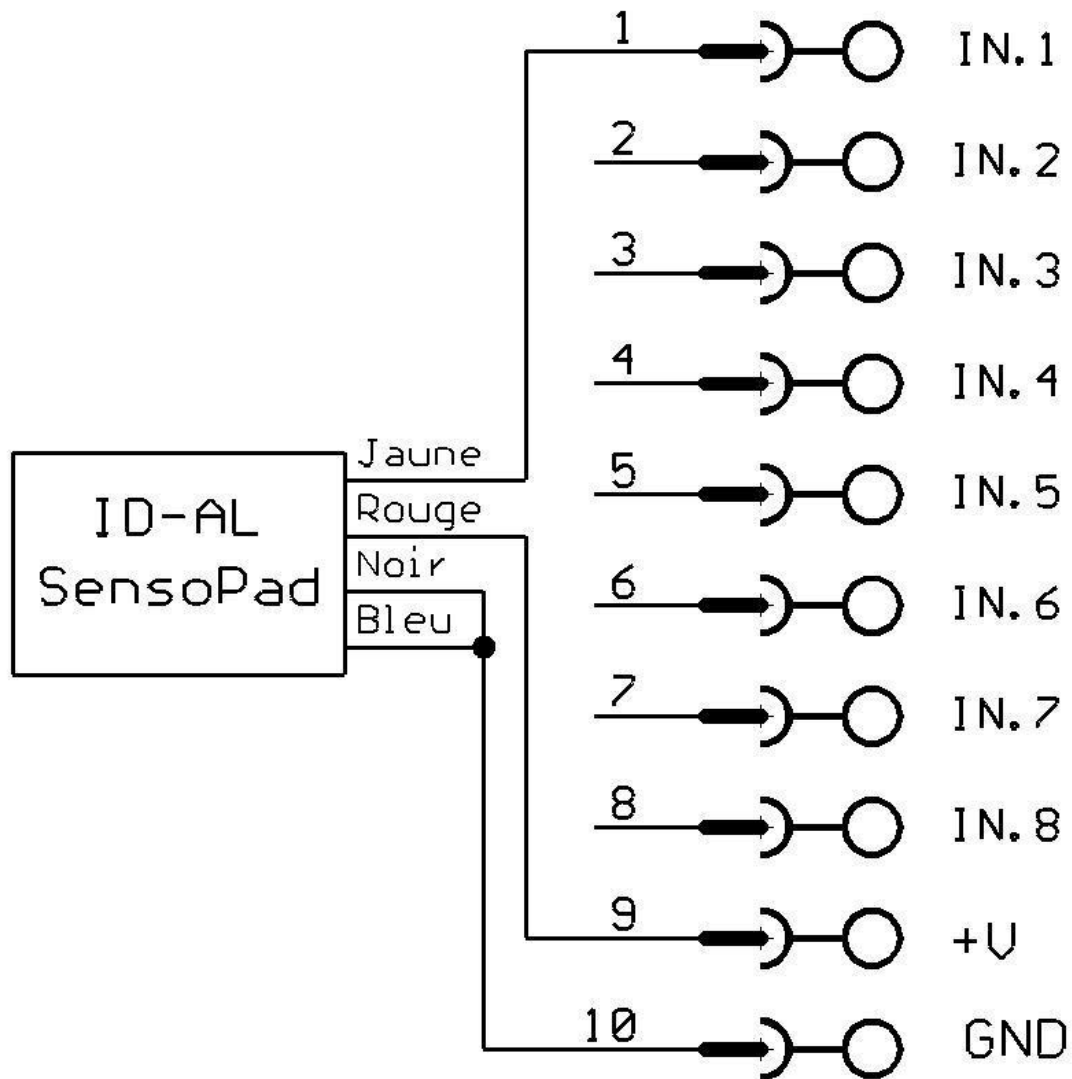 1 IN.1
2 IN.2
3 IN.3
4 IN.4
Jaune
5 IN.5
ID-AL
Rouge
SensoPad
Noir
6 IN.6
Bleu
7 IN.7
8 IN.8
9 +V
10 GND